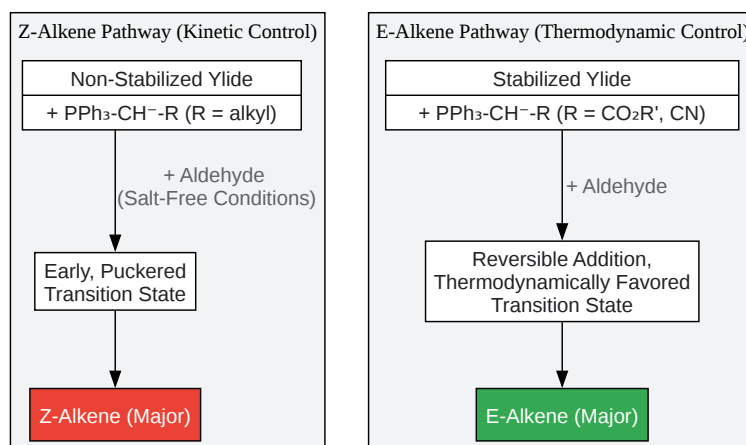 Z-Alkene Pathway (Kinetic Control)
Non-Stabilized Ylide
+ PPh₃-CH⁻-R (R = alkyl)
+ Aldehyde
(Salt-Free Conditions)
Early, Puckered
Transition State
Z-Alkene (Major)
E-Alkene Pathway (Thermodynamic Control)
Stabilized Ylide
+ PPh₃-CH⁻-R (R = CO₂R', CN)
+ Aldehyde
Reversible Addition,
Thermodynamically Favored
Transition State
E-Alkene (Major)